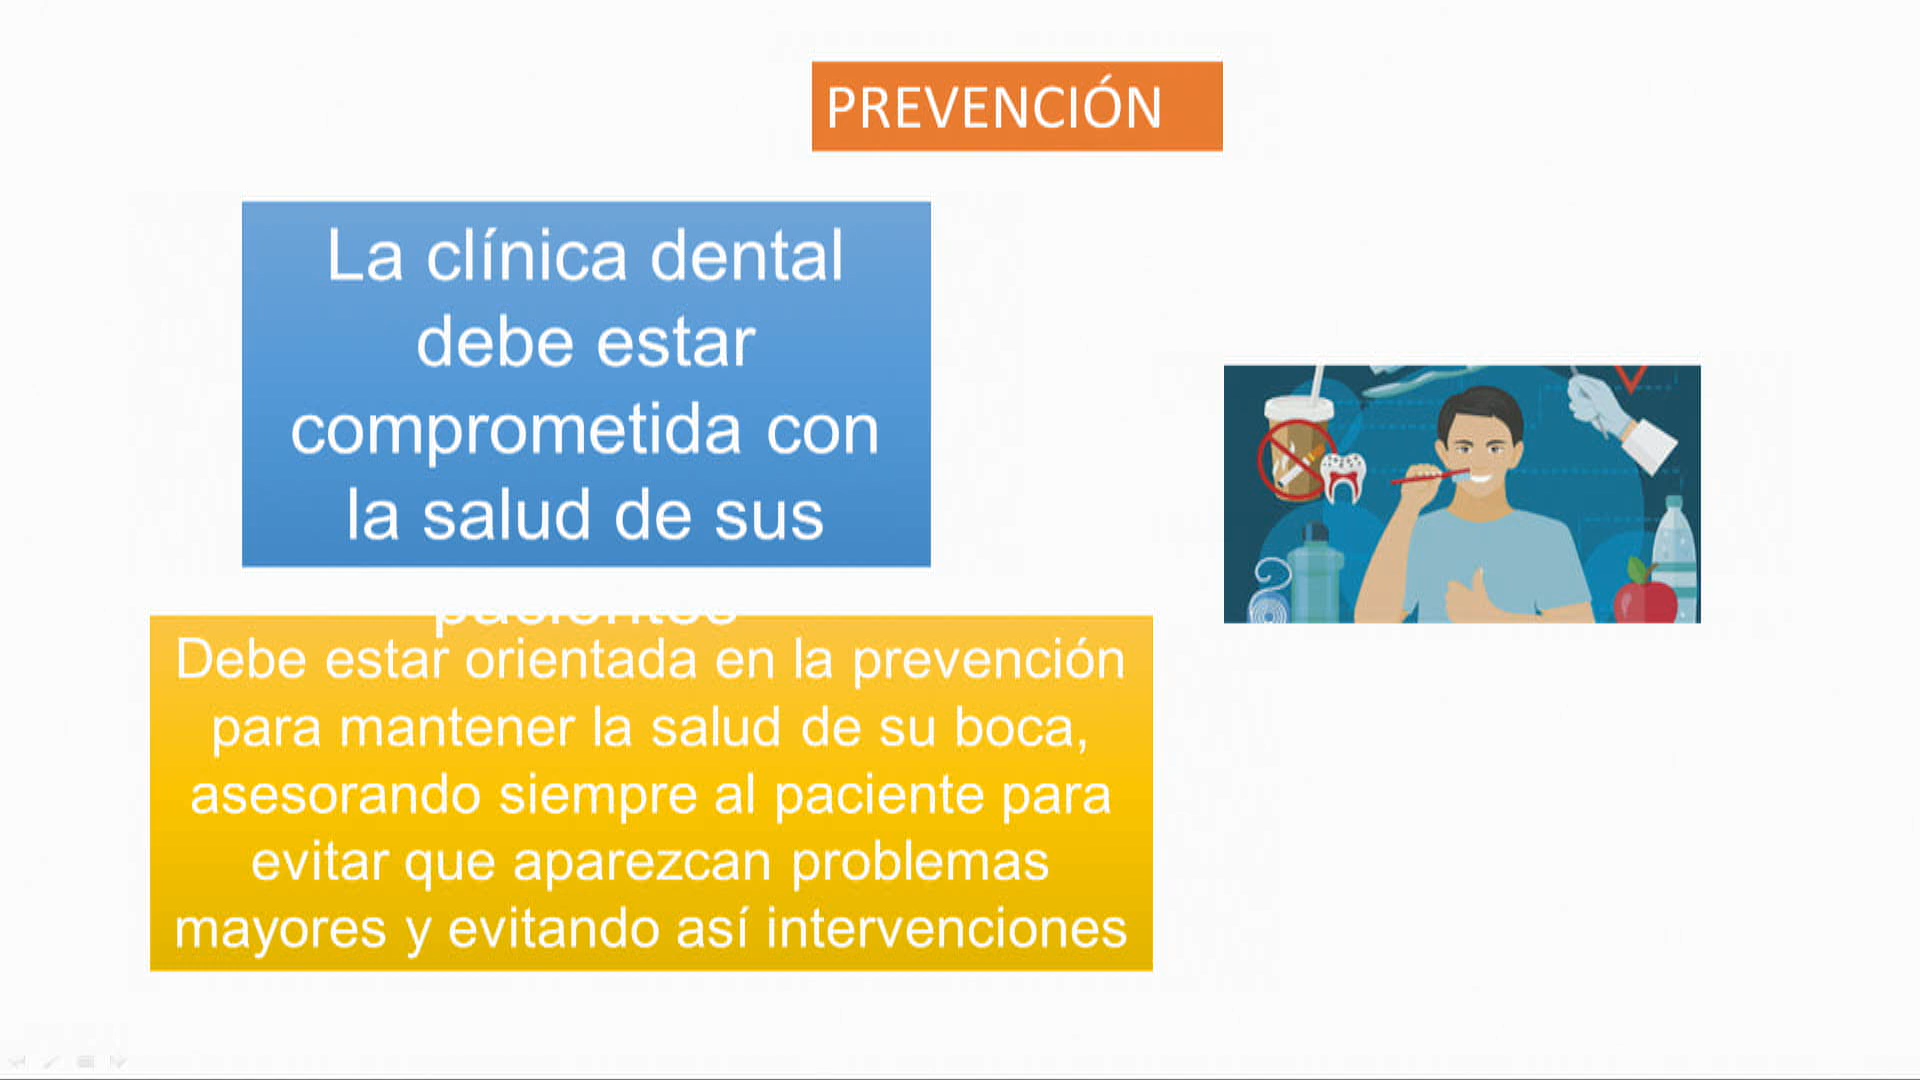 PREVENCIÓN
La clínica dental
debe estar
comprometida con
la salud de sus
pacientes
Debe estar orientada en la prevención
para mantener la salud de su boca,
asesorando siempre al paciente para
evitar que aparezcan problemas
mayores y evitando así intervenciones